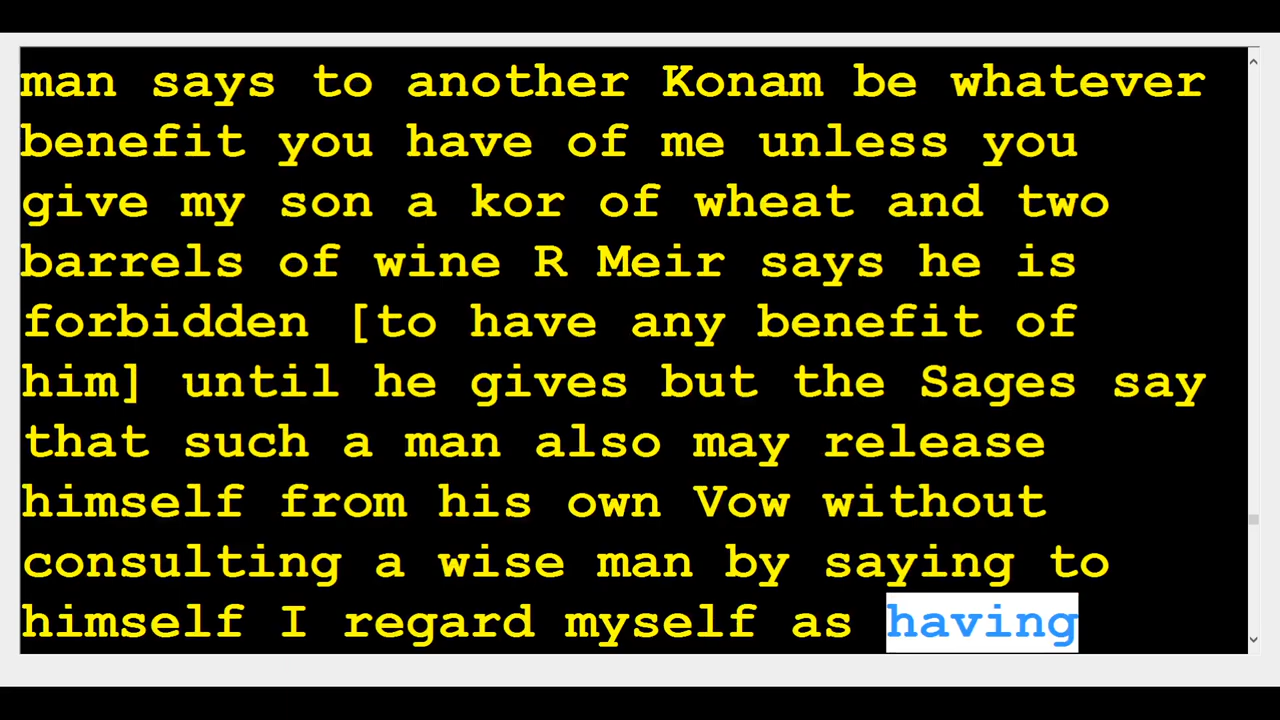 man says to another Konam be whatever
benefit you have of me unless you
give my son a kor of wheat and two
barrels of wine R Meir says he is
forbidden [to have any benefit of
him] until he gives but the Sages say
that such a man also may release
himself from his own Vow without
consulting a wise man by saying to
himself I regard myself as having